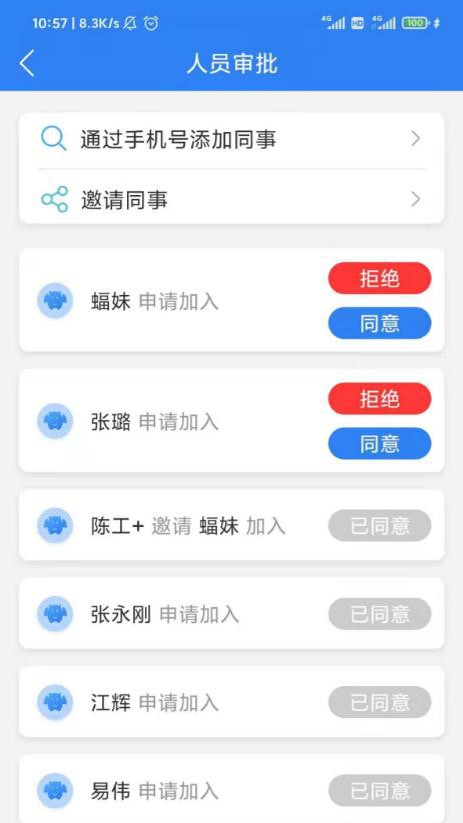 10:57 | 8.3K/s 4G HD 4G 100
人员审批
通过手机号添加同事
邀请同事
蝠妹 申请加入
拒绝
同意
张璐 申请加入
拒绝
同意
陈工+ 邀请 蝠妹 加入 已同意
张永刚 申请加入 已同意
江辉 申请加入 已同意
易伟 申请加入 已同意